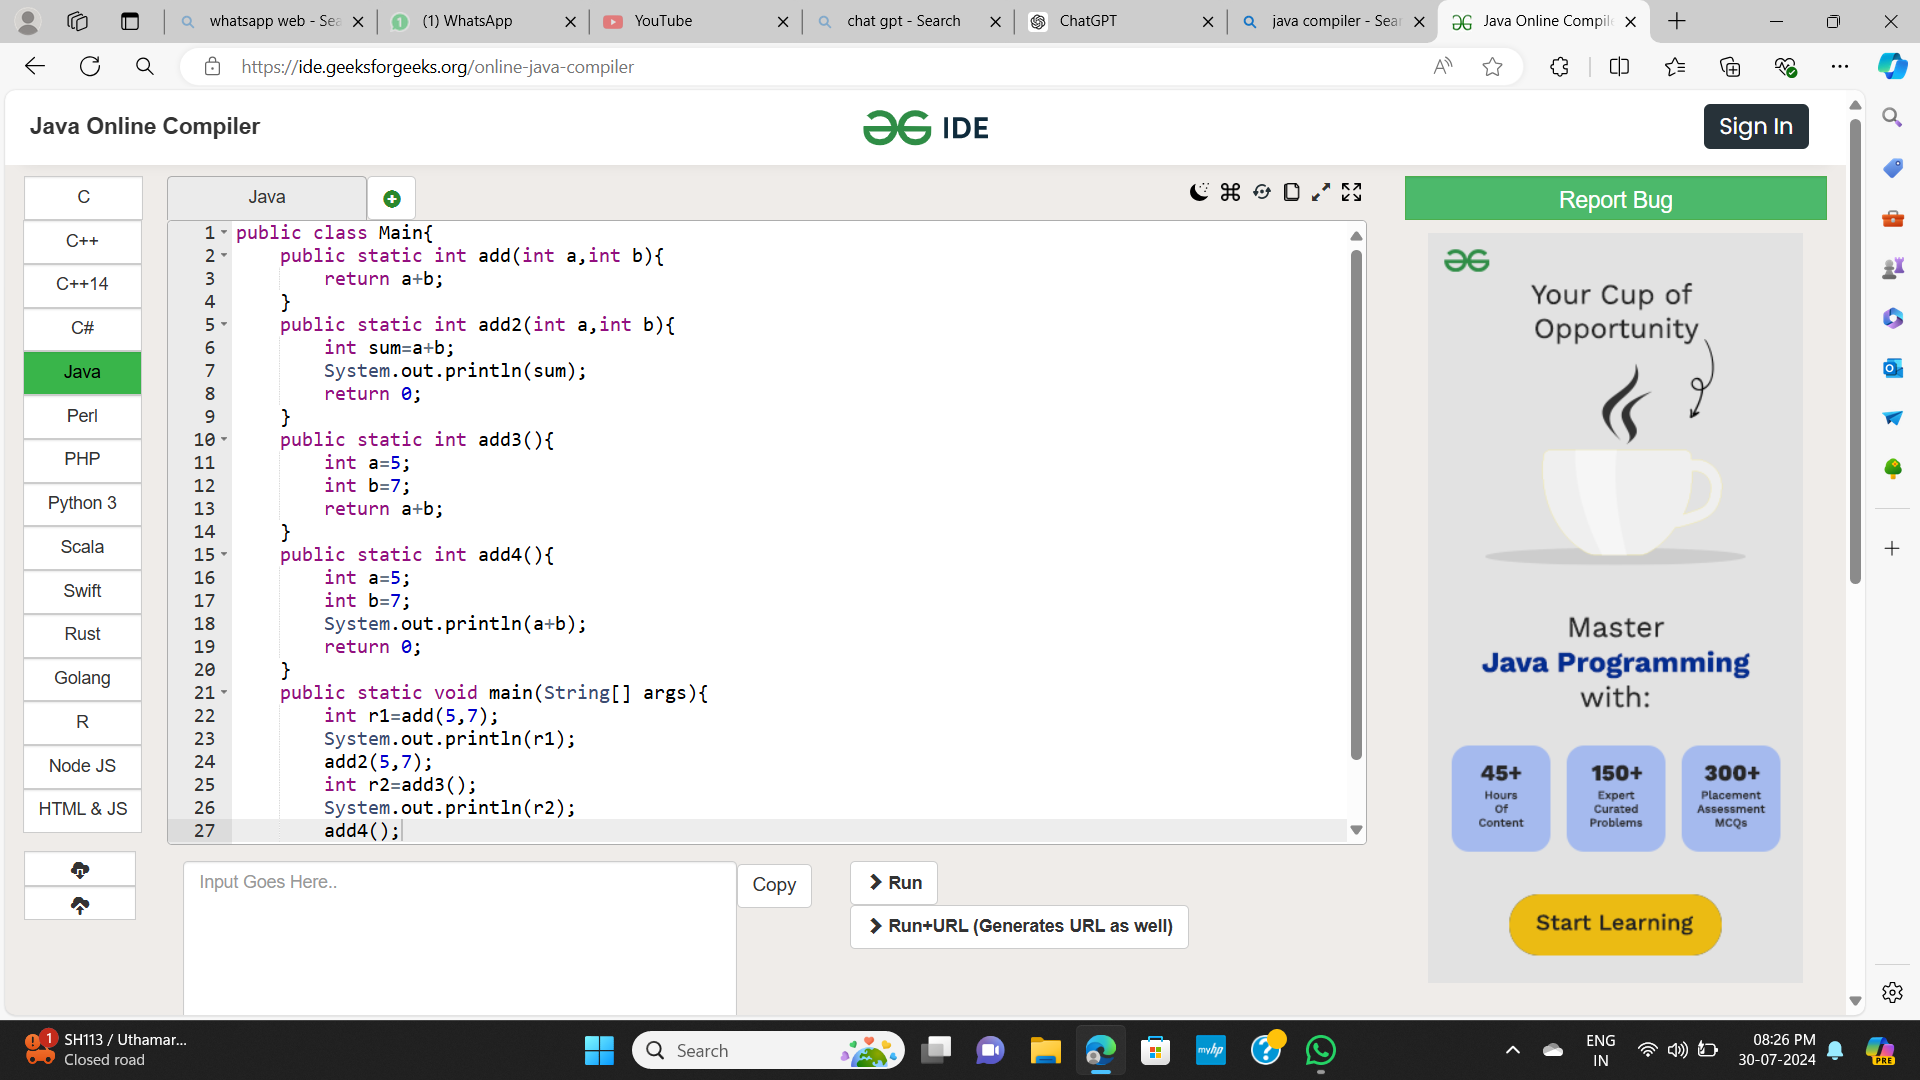 whatsapp web - Sea
(1) WhatsApp
YouTube
chat gpt - Search
ChatGPT
java compiler - Sear
Java Online Compile
https://ide.geeksforgeeks.org/online-java-compiler
Java Online Compiler
IDE
Sign In
C
C++
C++14
C#
Java
Perl
PHP
Python 3
Scala
Swift
Rust
Golang
R
Node JS
HTML & JS
Java
1 public class Main{
2 public static int add(int a,int b){
3 return a+b;
4 }
5 public static int add2(int a,int b){
6 int sum=a+b;
7 System.out.println(sum);
8 return 0;
9 }
10 public static int add3(){
11 int a=5;
12 int b=7;
13 return a+b;
14 }
15 public static int add4(){
16 int a=5;
17 int b=7;
18 System.out.println(a+b);
19 return 0;
20 }
21 public static void main(String[] args){
22 int r1=add(5,7);
23 System.out.println(r1);
24 add2(5,7);
25 int r2=add3();
26 System.out.println(r2);
27 add4();
Input Goes Here..
Copy
Run
Run+URL (Generates URL as well)
Report Bug
Your Cup of
Opportunity
Master
Java Programming
with:
45+
Hours
Of
Content
150+
Expert
Curated
Problems
300+
Placement
Assessment
MCQs
Start Learning
1
SH113 / Uthamar...
Closed road
Search
myhp
ENG
IN
08:26 PM
30-07-2024
PRE